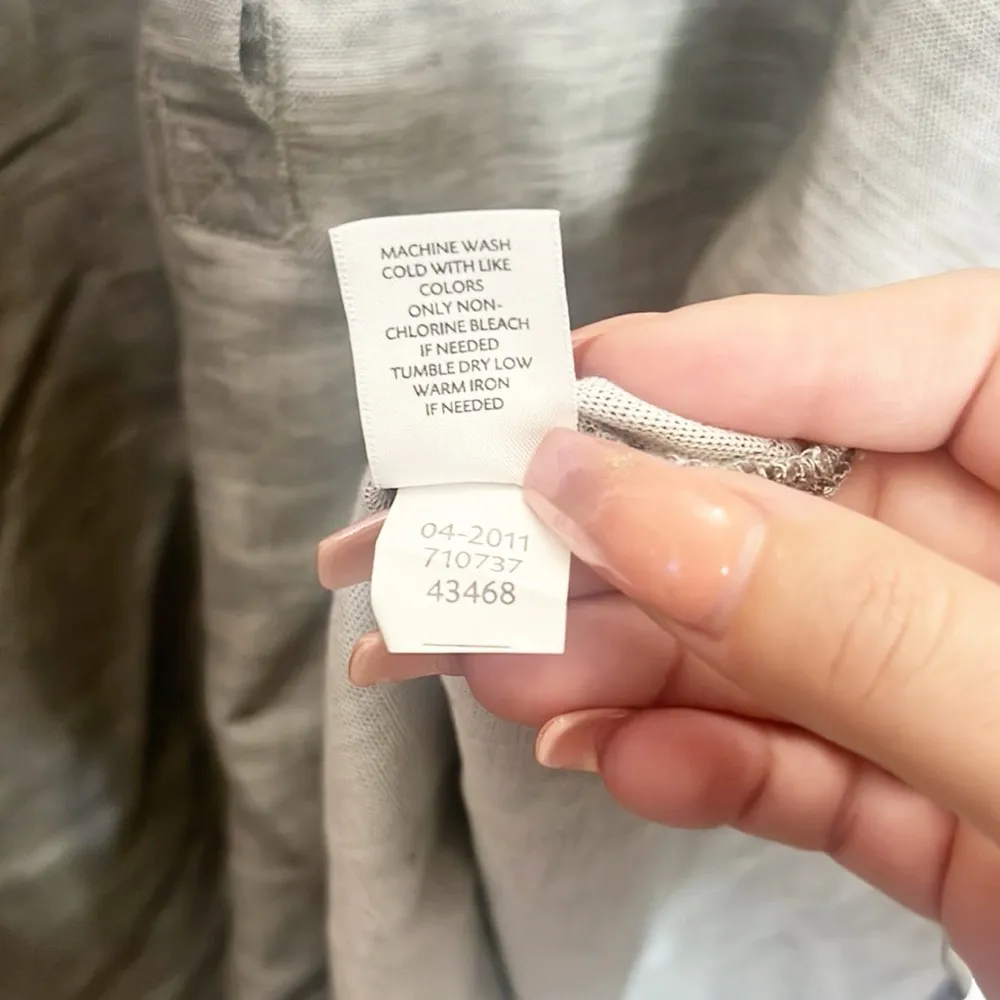 MACHINE WASH
COLD WITH LIKE
COLORS
ONLY NON-
CHLORINE BLEACH
IF NEEDED
TUMBLE DRY LOW
WARM IRON
IF NEEDED
04-2011
710737
43468